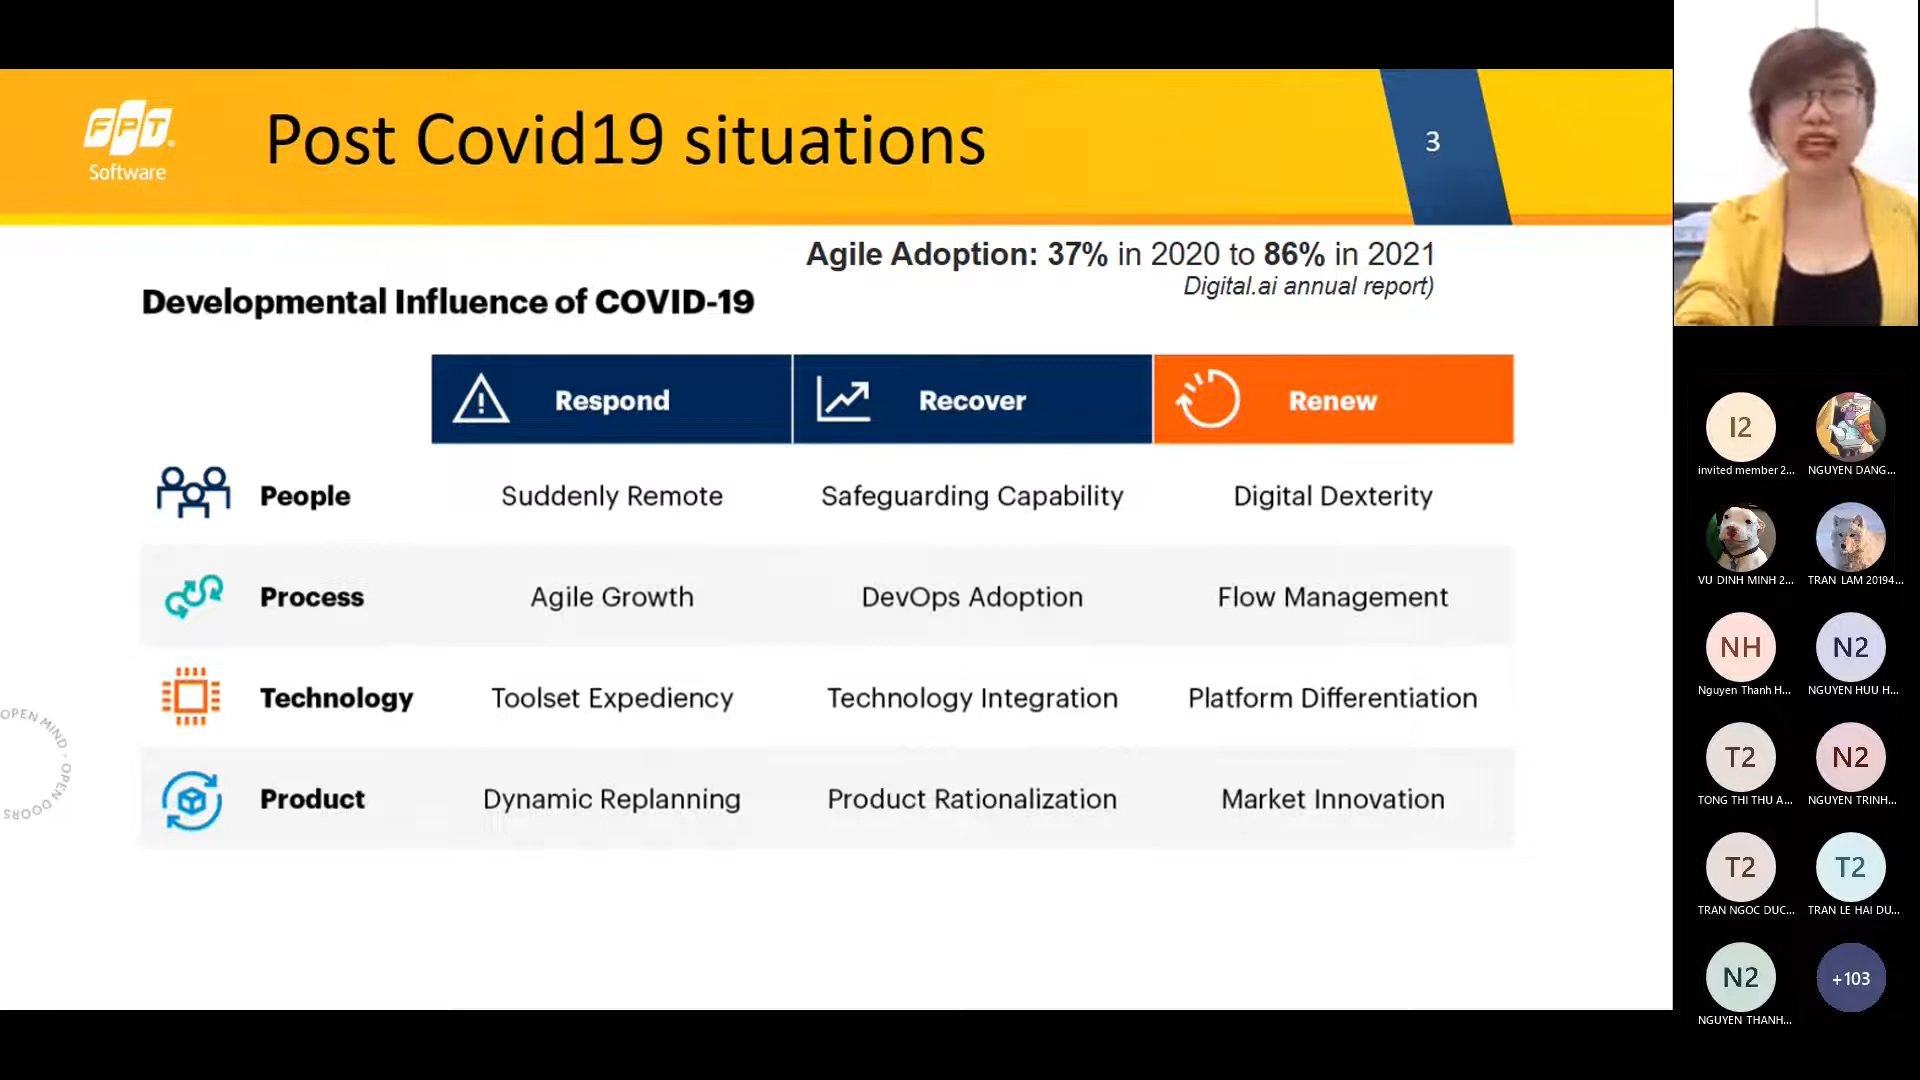 FPT
Software
Post Covid19 situations
3
Agile Adoption: 37% in 2020 to 86% in 2021
Digital.ai annual report)
Developmental Influence of COVID-19
Respond
Recover
Renew
People
Suddenly Remote
Safeguarding Capability
Digital Dexterity
Process
Agile Growth
DevOps Adoption
Flow Management
Technology
Toolset Expediency
Technology Integration
Platform Differentiation
Product
Dynamic Replanning
Product Rationalization
Market Innovation
OPEN MIND - OPEN DOORS
I2
invited member 2...
NGUYEN DANG...
VU DINH MINH 2...
TRAN LAM 20194...
NH
Nguyen Thanh H...
N2
NGUYEN HUU H...
T2
TONG THI THU A...
N2
NGUYEN TRINH...
T2
TRAN NGOC DUC...
T2
TRAN LE HAI DU...
N2
NGUYEN THANH...
+103